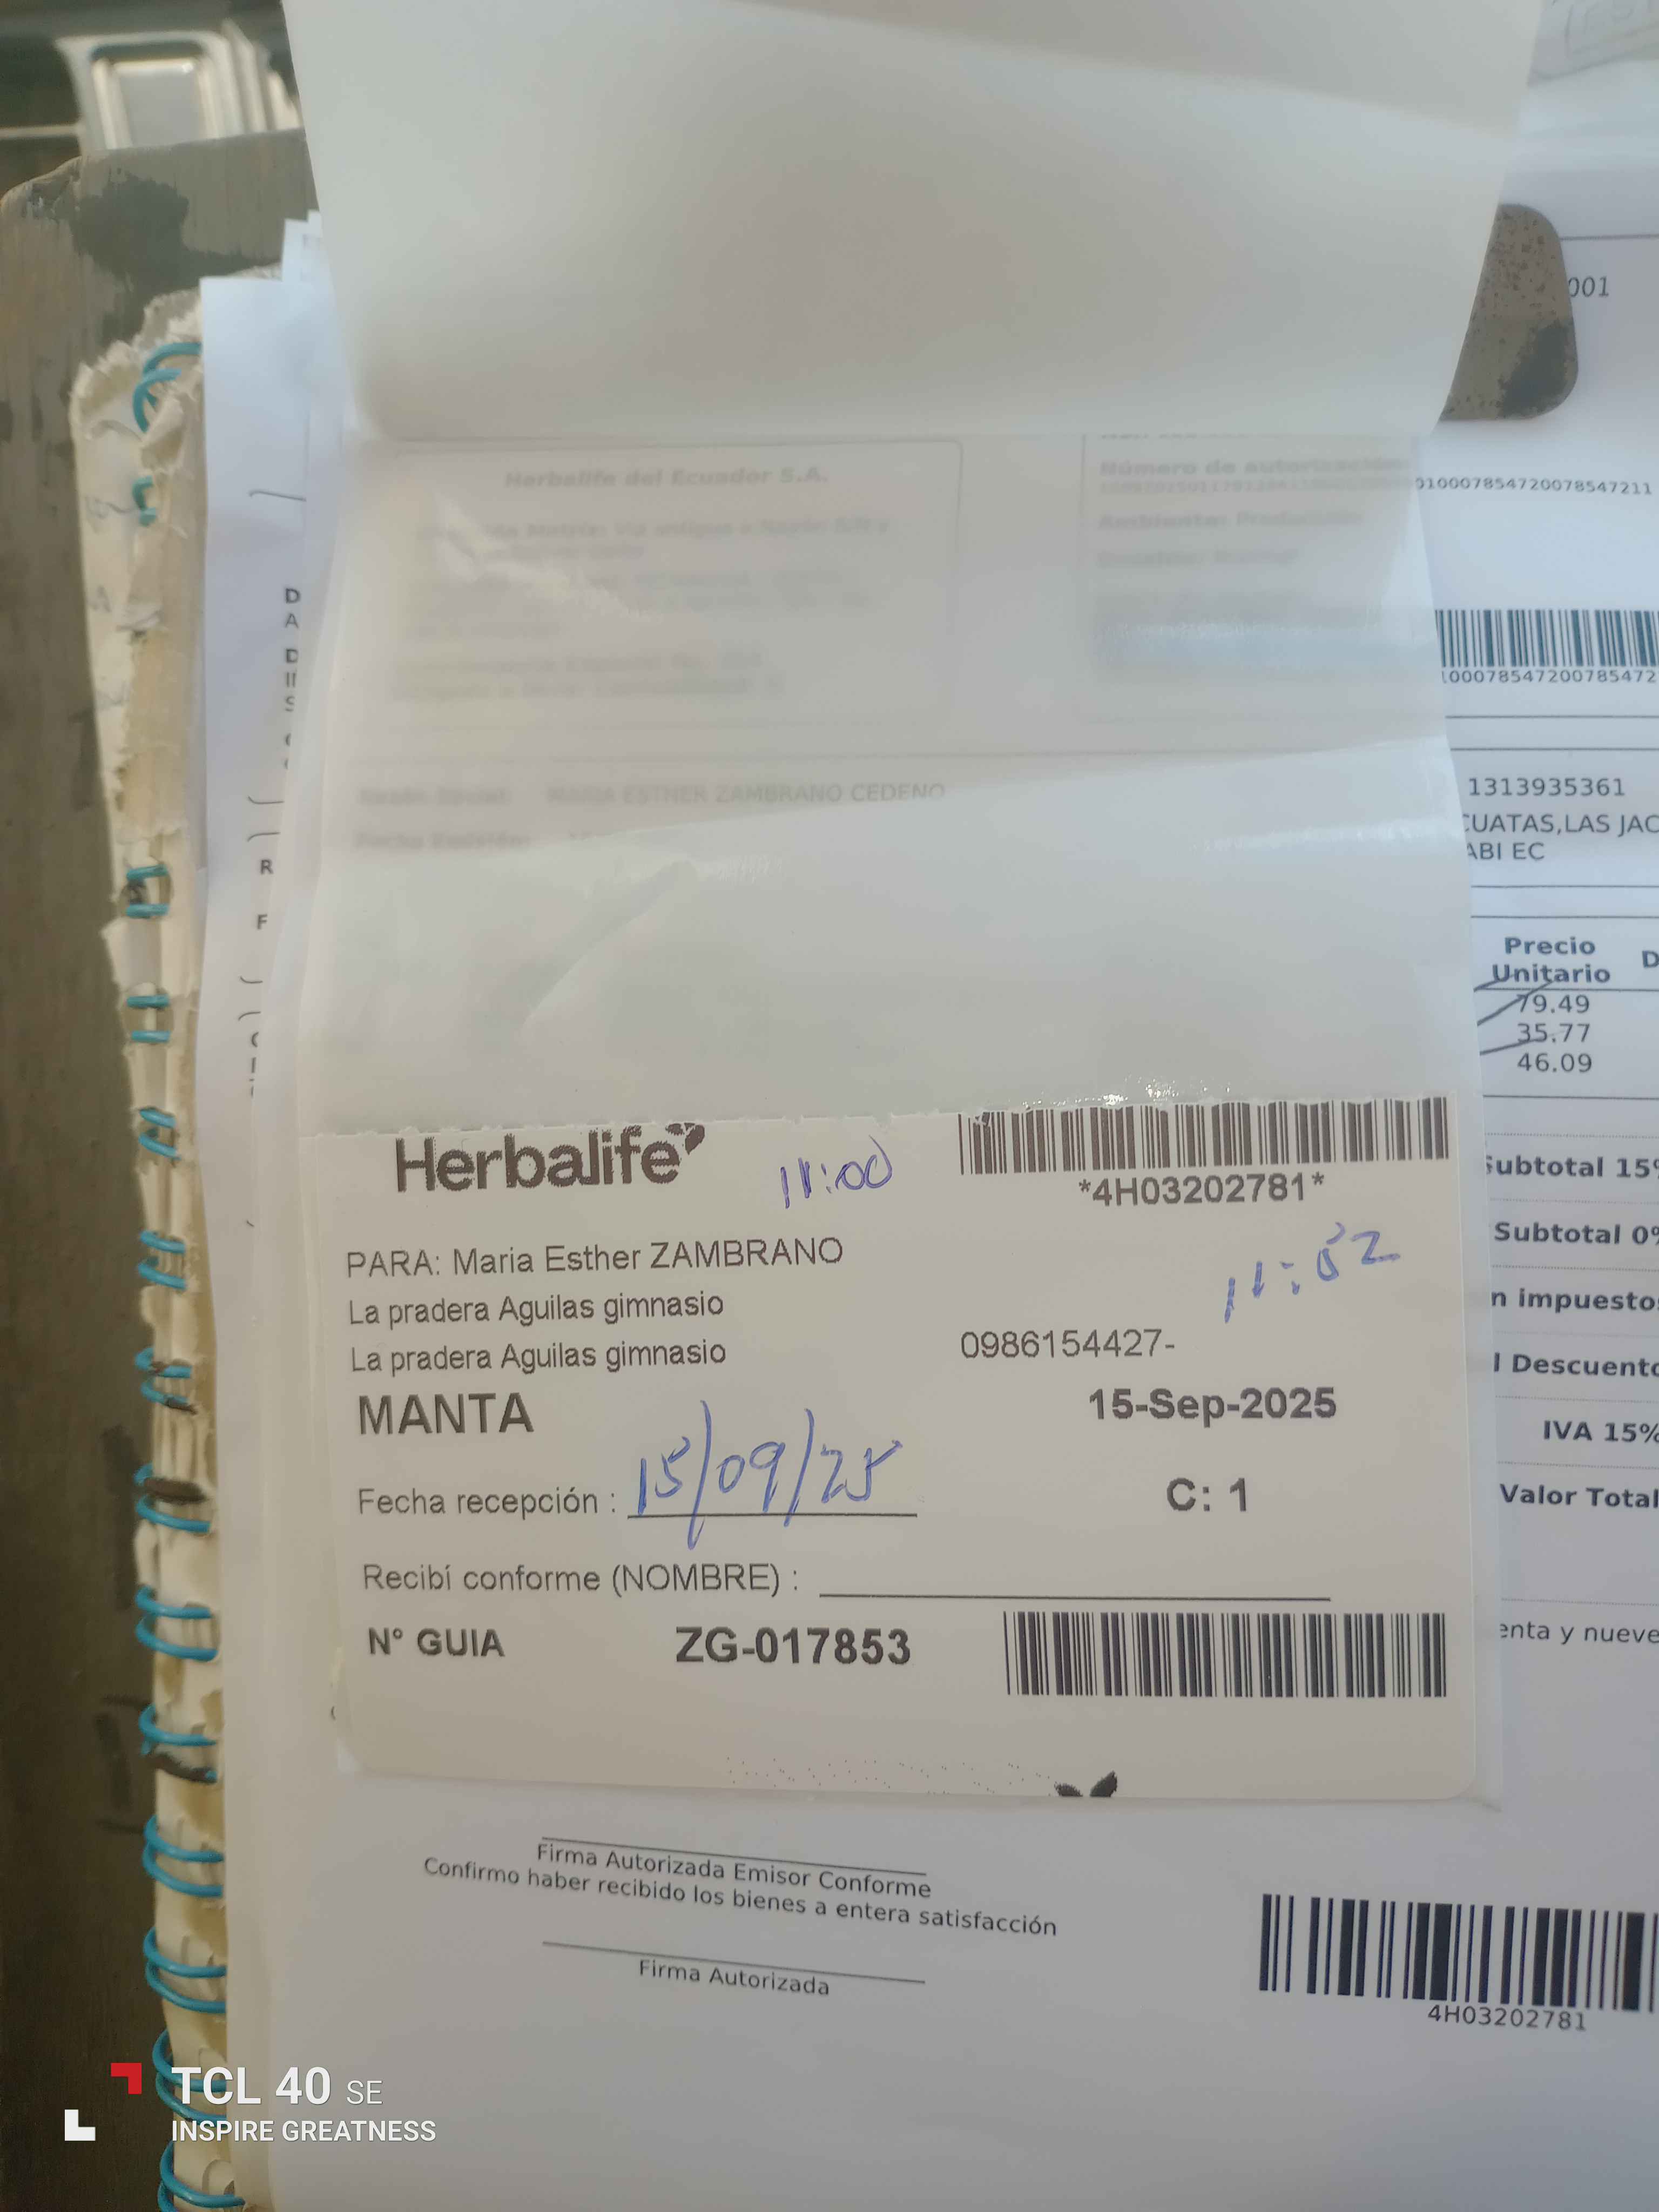 001
Herbalife del Ecuador S.A.
Número de autorización
010007854720078547211
Ambiente: Producción
100078547200785472
MARIA ESTHER ZAMBRANO CEDENO
1313935361
CUATAS,LAS JAC
ABI EC
D
A
D
R
F
Precio
Unitario
D
79.49
35.77
46.09
Herbalife
11:00
*4H03202781*
PARA: Maria Esther ZAMBRANO
11:02
La pradera Aguilas gimnasio
La pradera Aguilas gimnasio
0986154427-
MANTA
15-Sep-2025
Fecha recepción : 15/09/25
C: 1
Recibí conforme (NOMBRE) :
N° GUIA
ZG-017853
Subtotal 15%
Subtotal 0%
n impuestos
l Descuento
IVA 15%
Valor Total
enta y nueve
Firma Autorizada Emisor Conforme
Confirmo haber recibido los bienes a entera satisfacción
Firma Autorizada
4H03202781
TCL 40 SE
INSPIRE GREATNESS